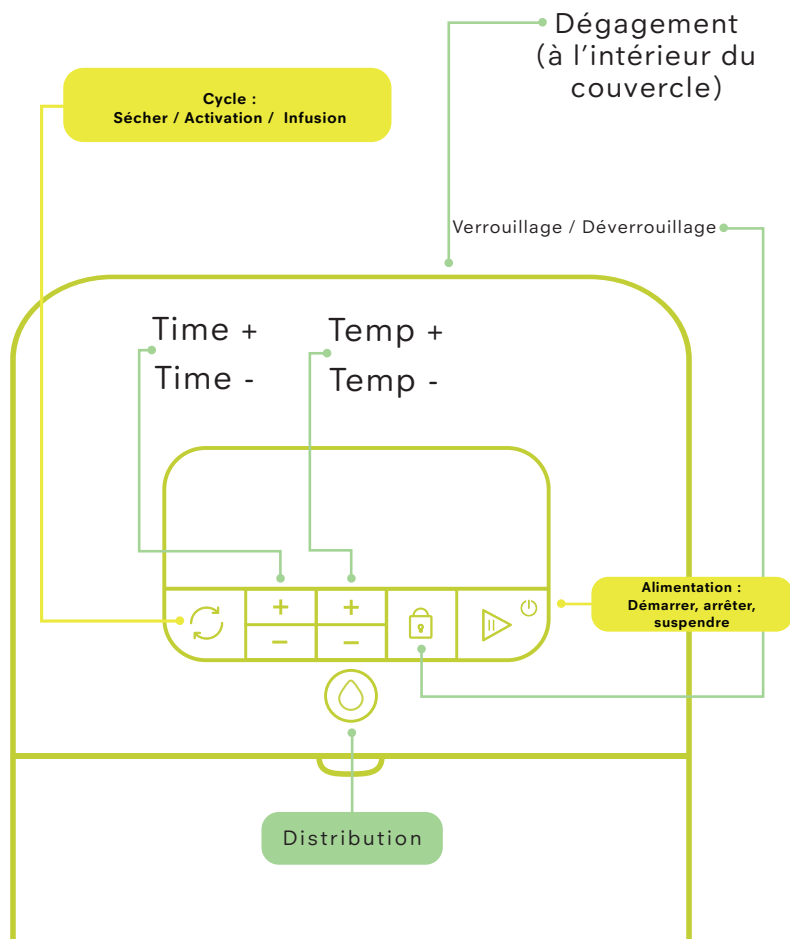 Dégagement
(à l’intérieur du
couvercle)
Cycle :
Sécher / Activation / Infusion
Verrouillage / Déverrouillage
Time +
Temp +
Time -
Temp -
+
+
−
−
Alimentation :
Démarrer, arrêter,
suspendre
Distribution